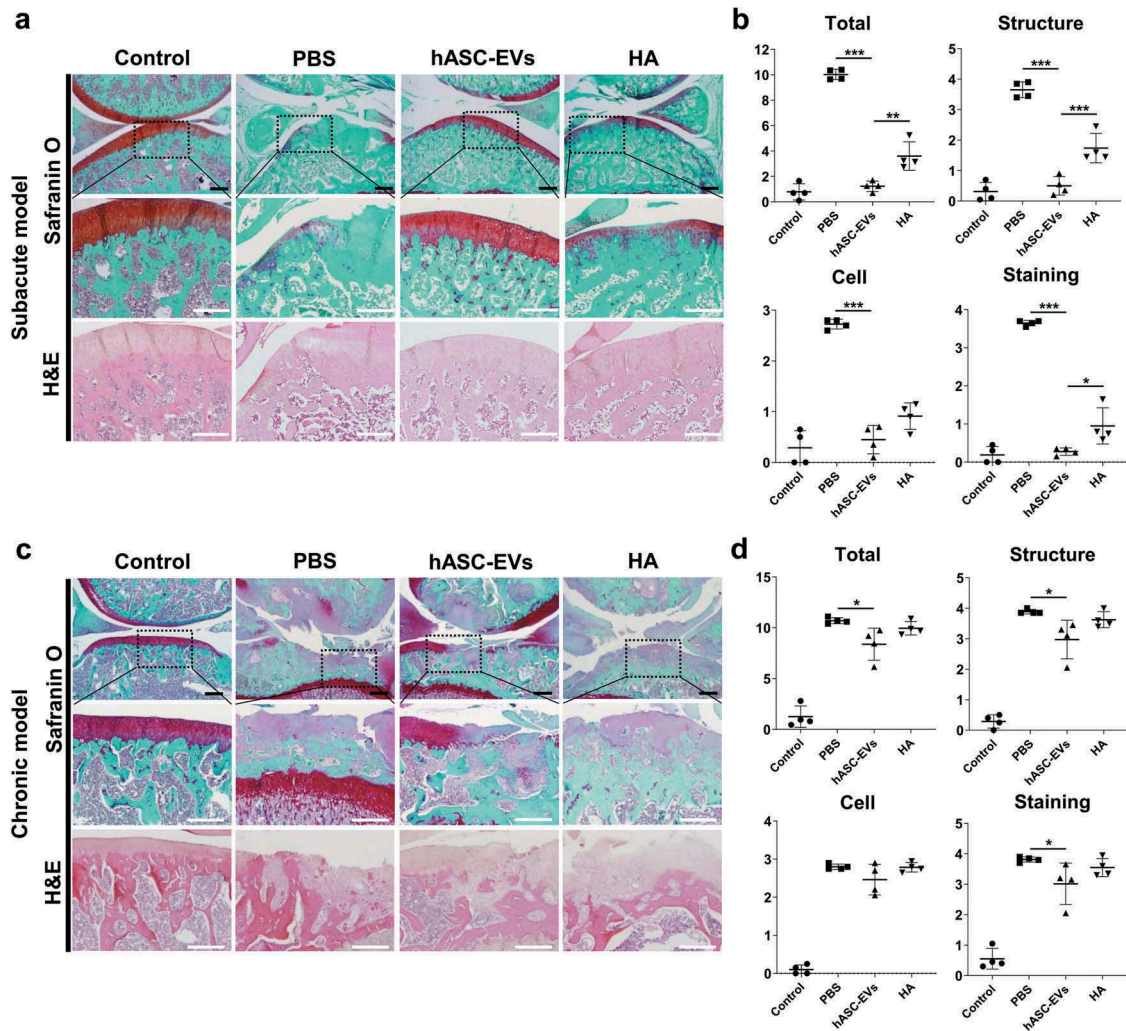 a
Control PBS hASC-EVs HA
Subacute model
Safranin O
H&E
b
Total
12
10
8
6
4
2
0
***
**
Control PBS hASC-EVs HA
Structure
5
4
3
2
1
0
***
***
Control PBS hASC-EVs HA
Cell
3
2
1
0
***
Control PBS hASC-EVs HA
Staining
4
3
2
1
0
***
*
Control PBS hASC-EVs HA
c
Control PBS hASC-EVs HA
Chronic model
Safranin O
H&E
d
Total
15
10
5
0
*
Control PBS hASC-EVs HA
Structure
5
4
3
2
1
0
*
Control PBS hASC-EVs HA
Cell
4
3
2
1
0
Control PBS hASC-EVs HA
Staining
5
4
3
2
1
0
*
Control PBS hASC-EVs HA